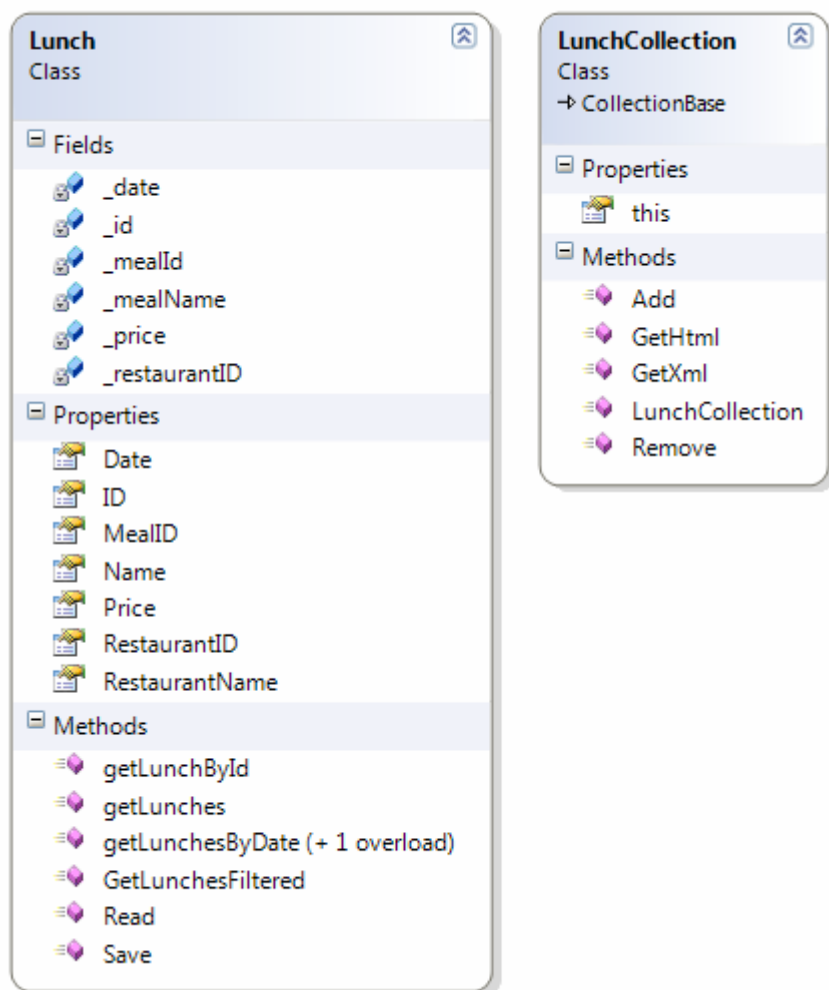 Lunch
Class
Fields
_date
_id
_mealId
_mealName
_price
_restaurantID
Properties
Date
ID
MealID
Name
Price
RestaurantID
RestaurantName
Methods
getLunchById
getLunches
getLunchesByDate (+ 1 overload)
GetLunchesFiltered
Read
Save
LunchCollection
Class
CollectionBase
Properties
this
Methods
Add
GetHtml
GetXml
LunchCollection
Remove